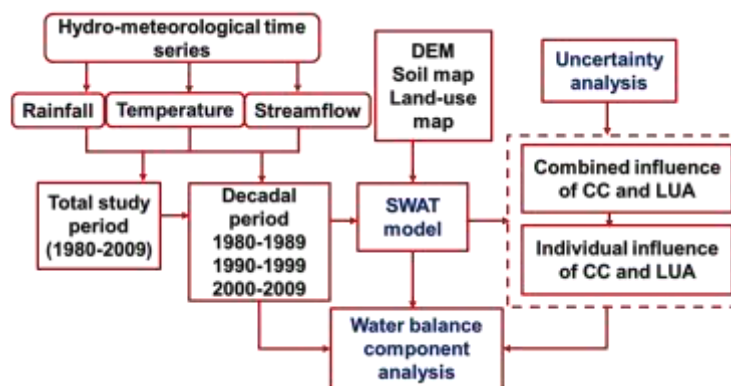 Hydro-meteorological time
series
Rainfall
Temperature
Streamflow
DEM
Soil map
Land-use
map
Uncertainty
analysis
Total study
period
(1980-2009)
Decadal
period
1980-1989
1990-1999
2000-2009
SWAT
model
Combined influence
of CC and LUA
Individual influence
of CC and LUA
Water balance
component
analysis